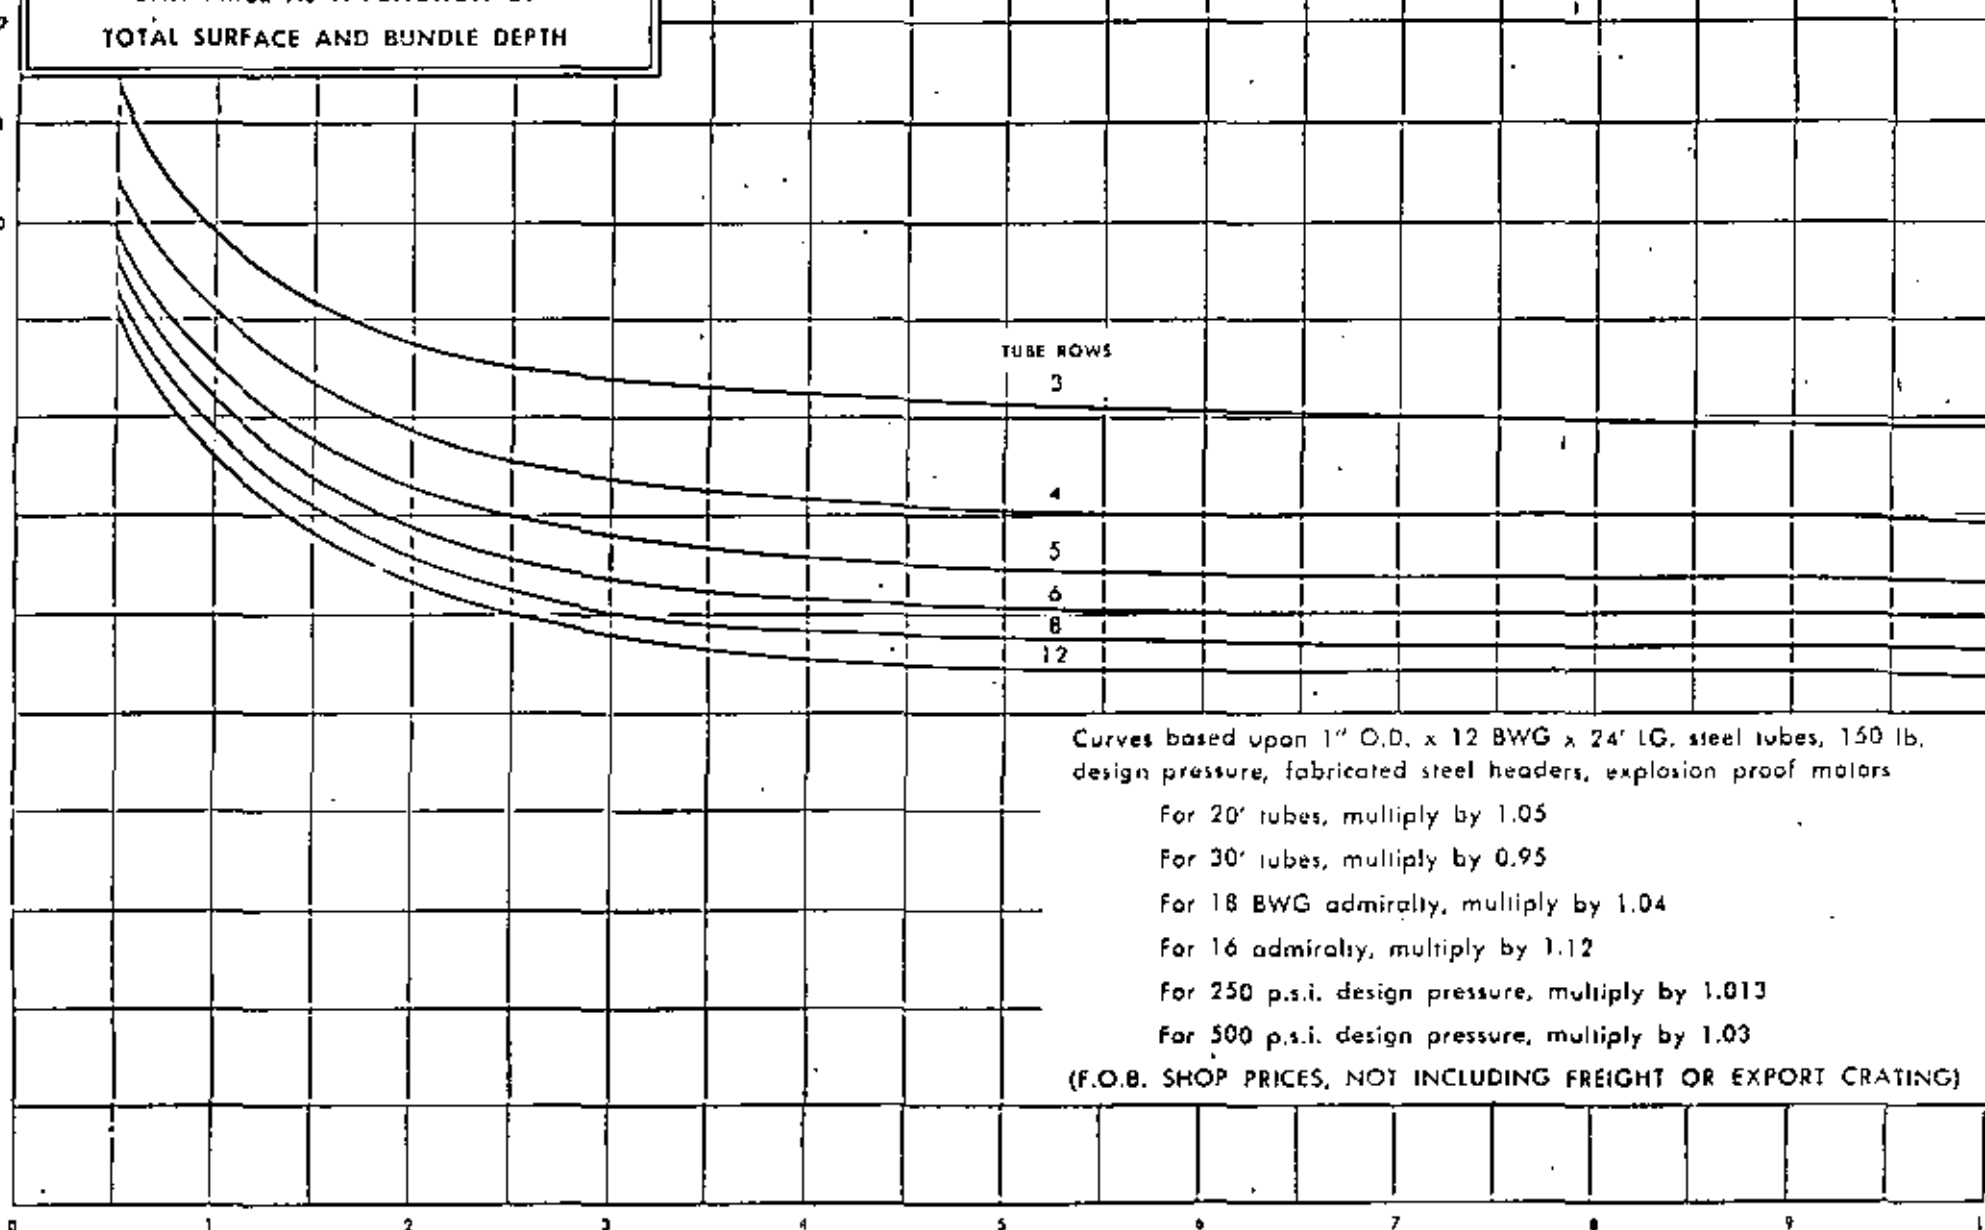 TOTAL SURFACE AND BUNDLE DEPTH
TUBE ROWS
3
4
5
6
8
12
Curves based upon 1" O.D. x 12 BWG x 24' LG. steel tubes, 150 lb.
design pressure, fabricated steel headers, explosion proof motors
For 20' tubes, multiply by 1.05
For 30' tubes, multiply by 0.95
For 18 BWG admiralty, multiply by 1.04
For 16 admiralty, multiply by 1.12
For 250 p.s.i. design pressure, multiply by 1.013
For 500 p.s.i. design pressure, multiply by 1.03
(F.O.B. SHOP PRICES, NOT INCLUDING FREIGHT OR EXPORT CRATING)
0 1 2 3 4 5 6 7 8 9